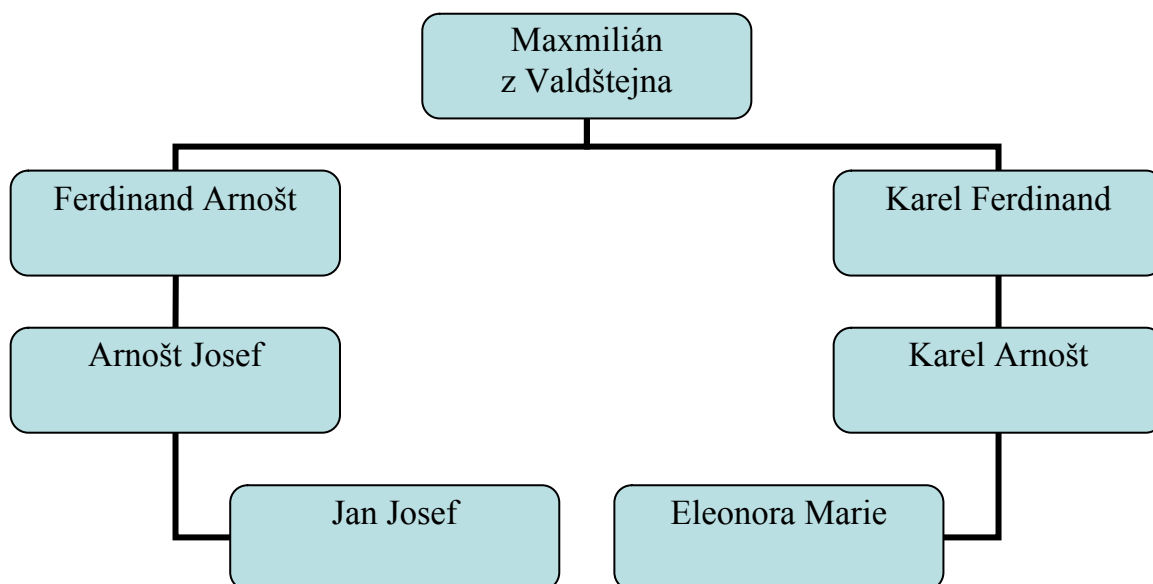 Maxmilián
z Valdštejna
Ferdinand Arnošt
Karel Ferdinand
Arnošt Josef
Karel Arnošt
Jan Josef
Eleonora Marie